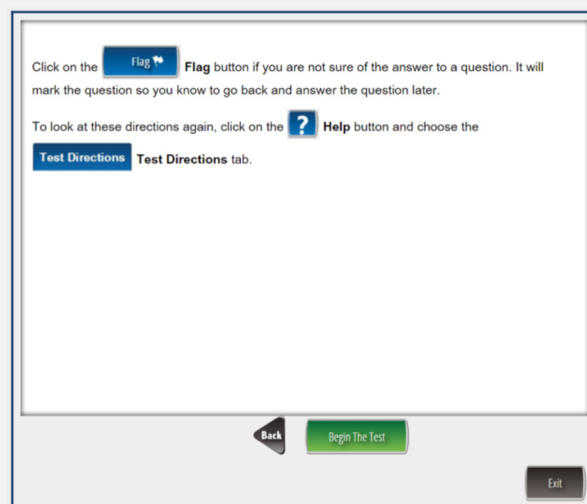 Click on the Flag Flag button if you are not sure of the answer to a question. It will
mark the question so you know to go back and answer the question later.
To look at these directions again, click on the ? Help button and choose the
Test Directions Test Directions tab.
Back
Begin The Test
Exit